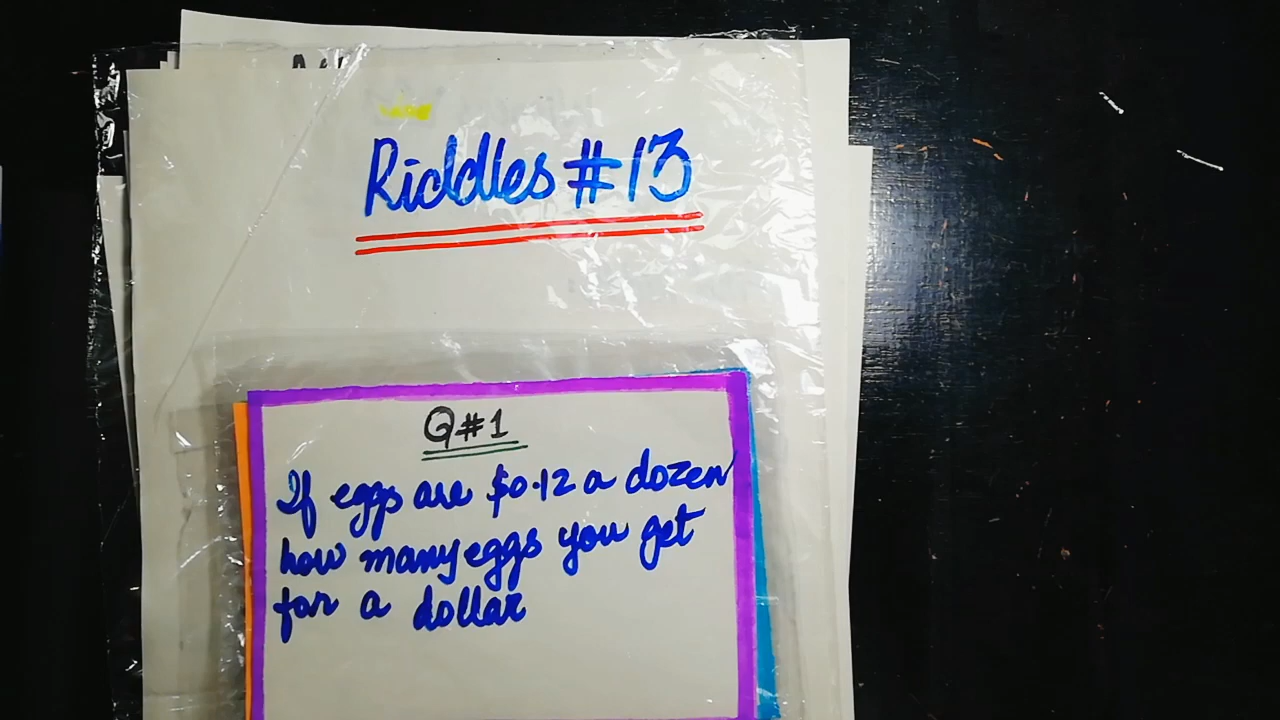 Riddles #13
Q#1
If eggs are $0.12 a dozen
how many eggs you get
for a dollar